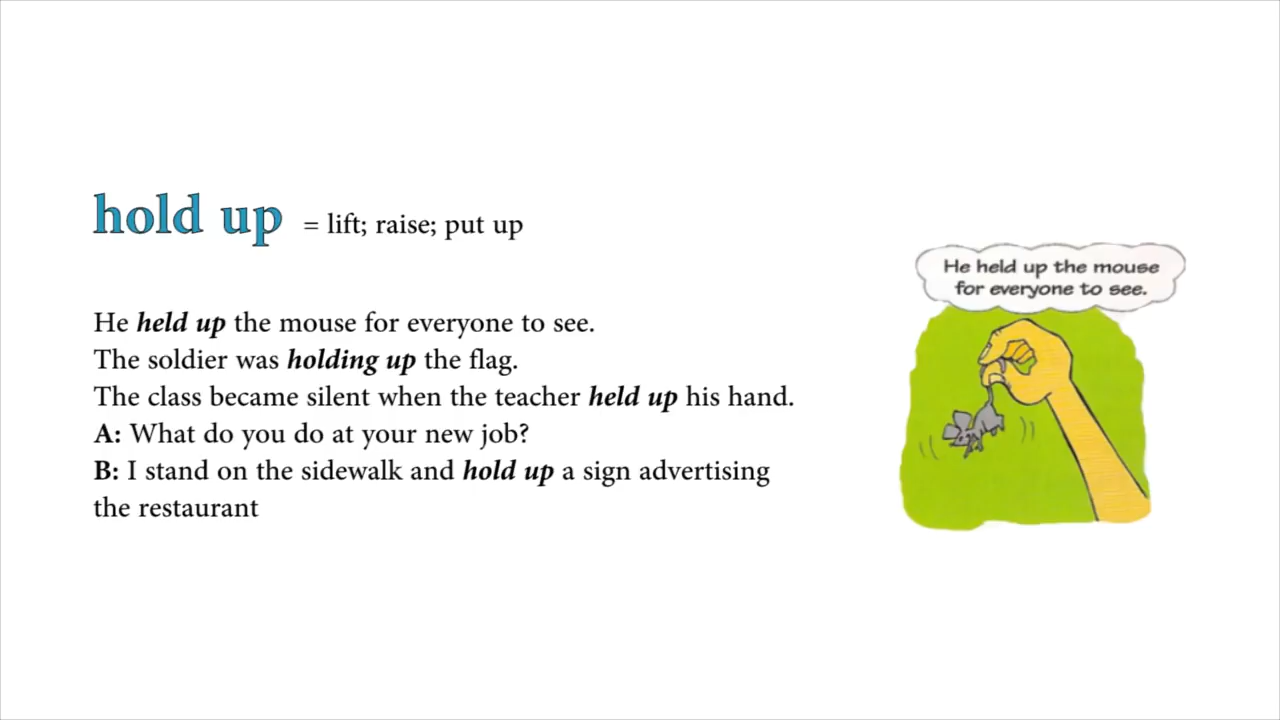 hold up = lift; raise; put up
He held up the mouse for everyone to see.
The soldier was holding up the flag.
The class became silent when the teacher held up his hand.
A: What do you do at your new job?
B: I stand on the sidewalk and hold up a sign advertising
the restaurant
He held up the mouse
for everyone to see.